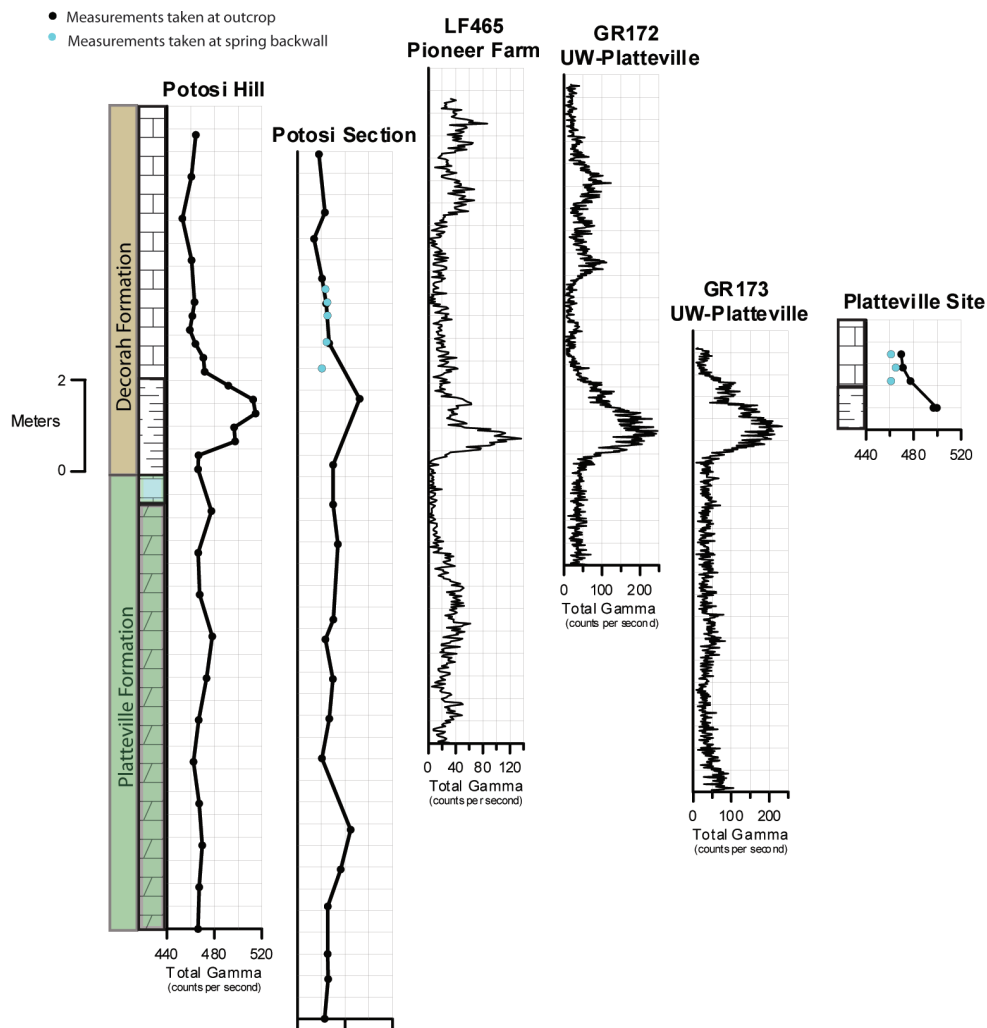 Measurements taken at outcrop
Measurements taken at spring backwall
LF465
Pioneer Farm
GR172
UW-Platteville
Potosi Hill
Potosi Section
GR173
UW-Platteville
Platteville Site
Decorah Formation
Platteville Formation
2
Meters
0
440 480 520
Total Gamma
(counts per second)
0 40 80 120
Total Gamma
(counts per second)
0 100 200
Total Gamma
(counts per second)
0 100 200
Total Gamma
(counts per second)
440 480 520